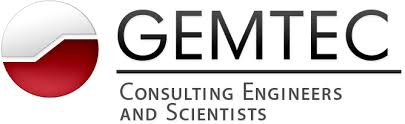 GEMTEC
Consulting Engineers
and Scientists